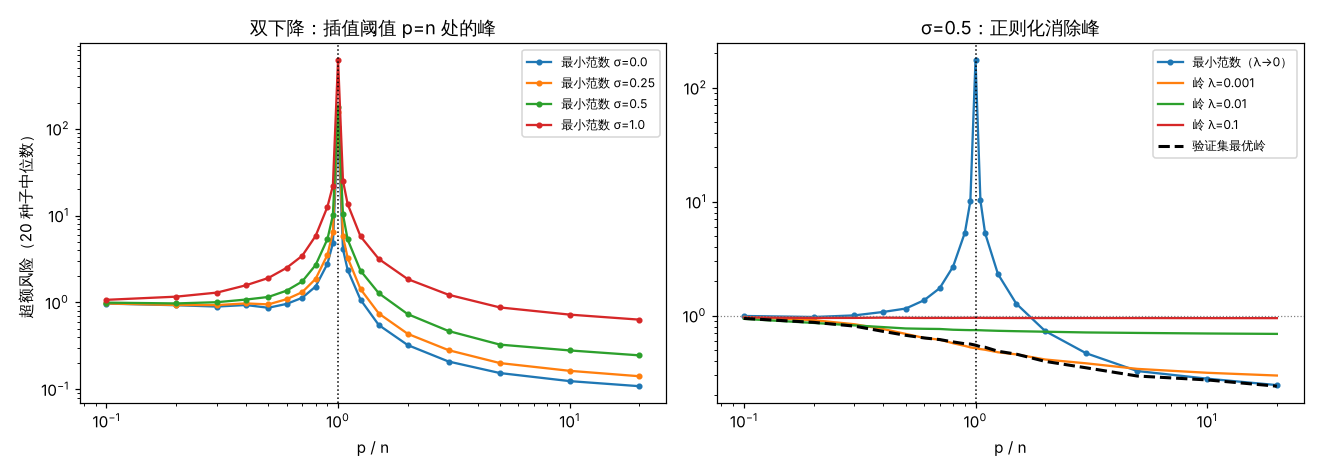 双下降：插值阈值 p=n 处的峰
超额风险（20 种子中位数）
10²
10¹
10⁰
10⁻¹
最小范数 σ=0.0
最小范数 σ=0.25
最小范数 σ=0.5
最小范数 σ=1.0
10⁻¹
10⁰
10¹
p / n
σ=0.5：正则化消除峰
10²
10¹
10⁰
最小范数（λ→0）
岭 λ=0.001
岭 λ=0.01
岭 λ=0.1
验证集最优岭
10⁻¹
10⁰
10¹
p / n